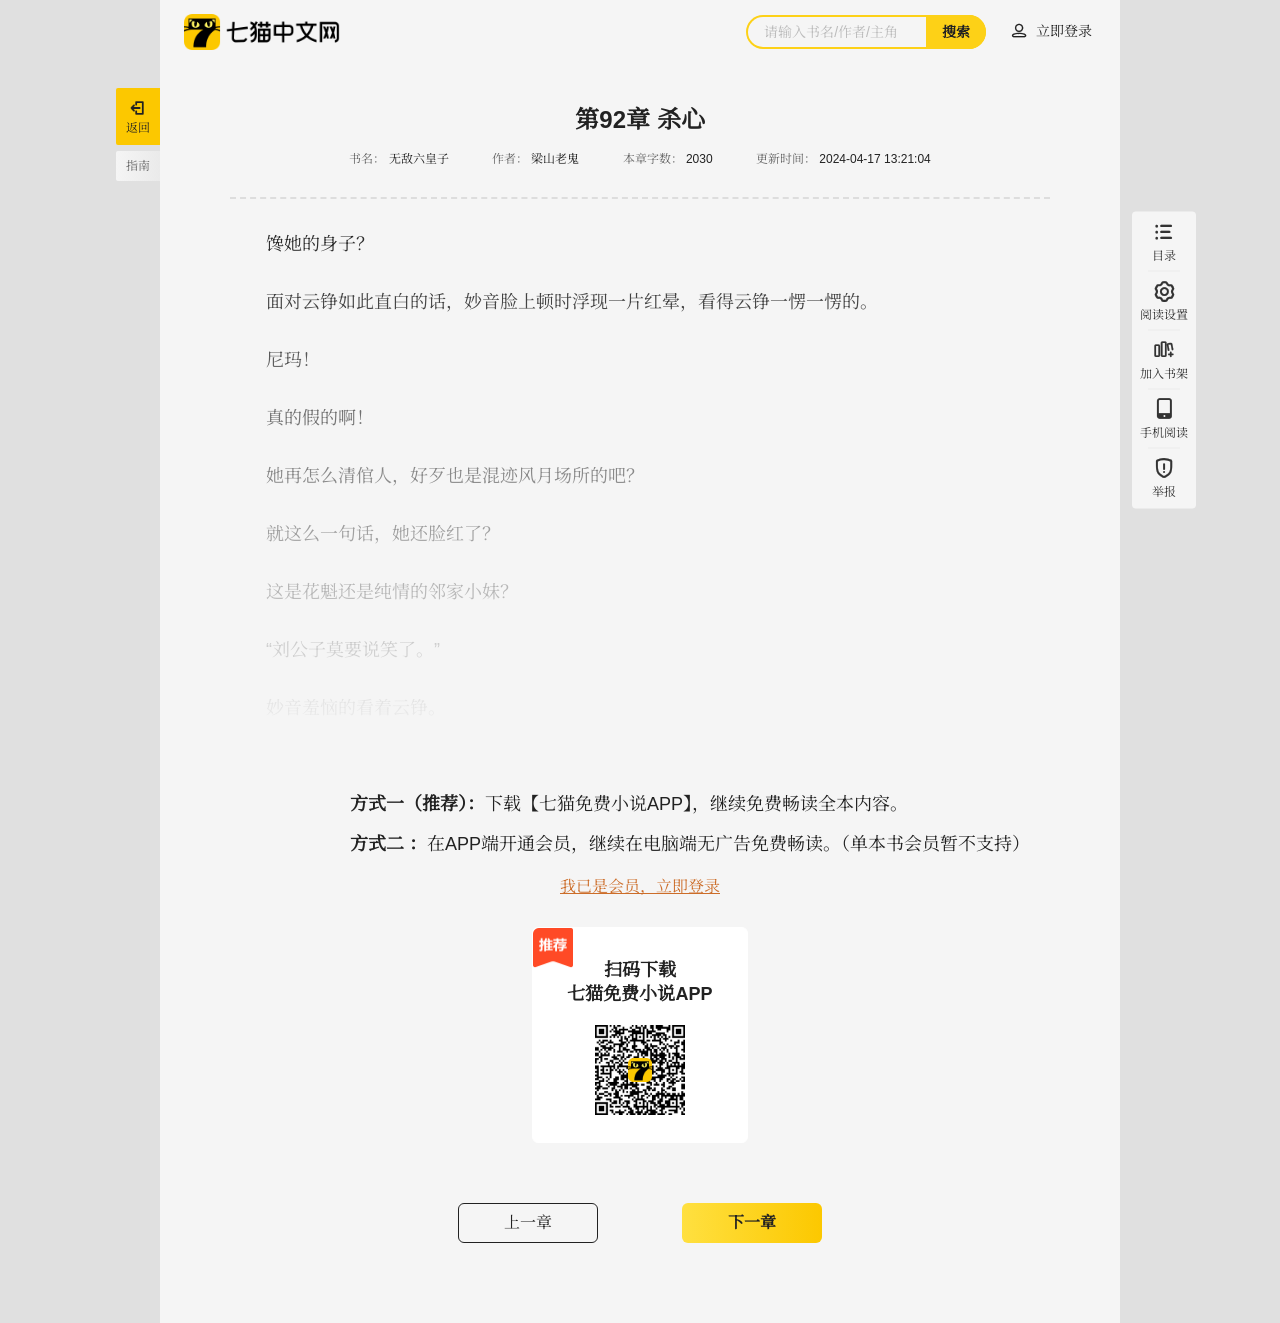 七猫中文网
请输入书名/作者/主角
搜索
立即登录
返回
指南
第92章 杀心
书名： 无敌六皇子 作者： 梁山老鬼 本章字数： 2030 更新时间： 2024-04-17 13:21:04
馋她的身子？
面对云铮如此直白的话，妙音脸上顿时浮现一片红晕，看得云铮一愣一愣的。
尼玛！
真的假的啊！
她再怎么清倌人，好歹也是混迹风月场所的吧？
就这么一句话，她还脸红了？
这是花魁还是纯情的邻家小妹？
“刘公子莫要说笑了。”
妙音羞恼的看着云铮。
目录
阅读设置
加入书架
手机阅读
举报
方式一（推荐）：下载【七猫免费小说APP】，继续免费畅读全本内容。
方式二 ：在APP端开通会员，继续在电脑端无广告免费畅读。（单本书会员暂不支持）
我已是会员，立即登录
推荐
扫码下载
七猫免费小说APP
上一章
下一章